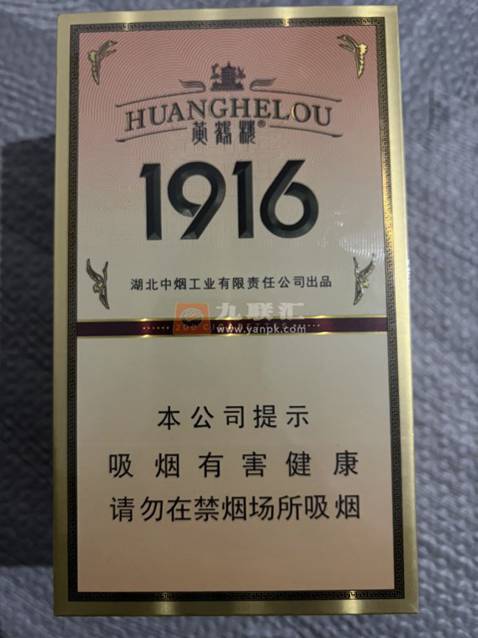 HUANGHELOU
黄鹤楼®
1916
湖北中烟工业有限责任公司出品
九联汇
www.yanpk.com
本公司提示
吸烟有害健康
请勿在禁烟场所吸烟